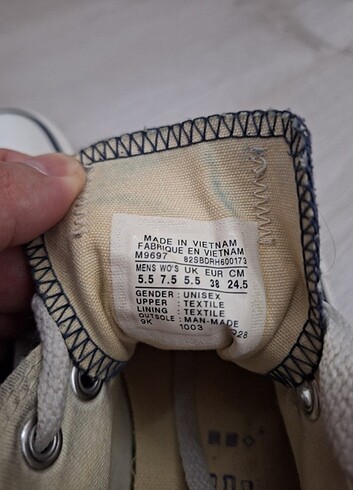 MADE IN VIETNAM
FABRIQUE EN VIETNAM
M9697 82SBDRH600173
MENS WO'S UK EUR CM
5.5 7.5 5.5 38 24.5
GENDER : UNISEX
UPPER : TEXTILE
LINING : TEXTILE
OUTSOLE : MAN-MADE
9K 1003